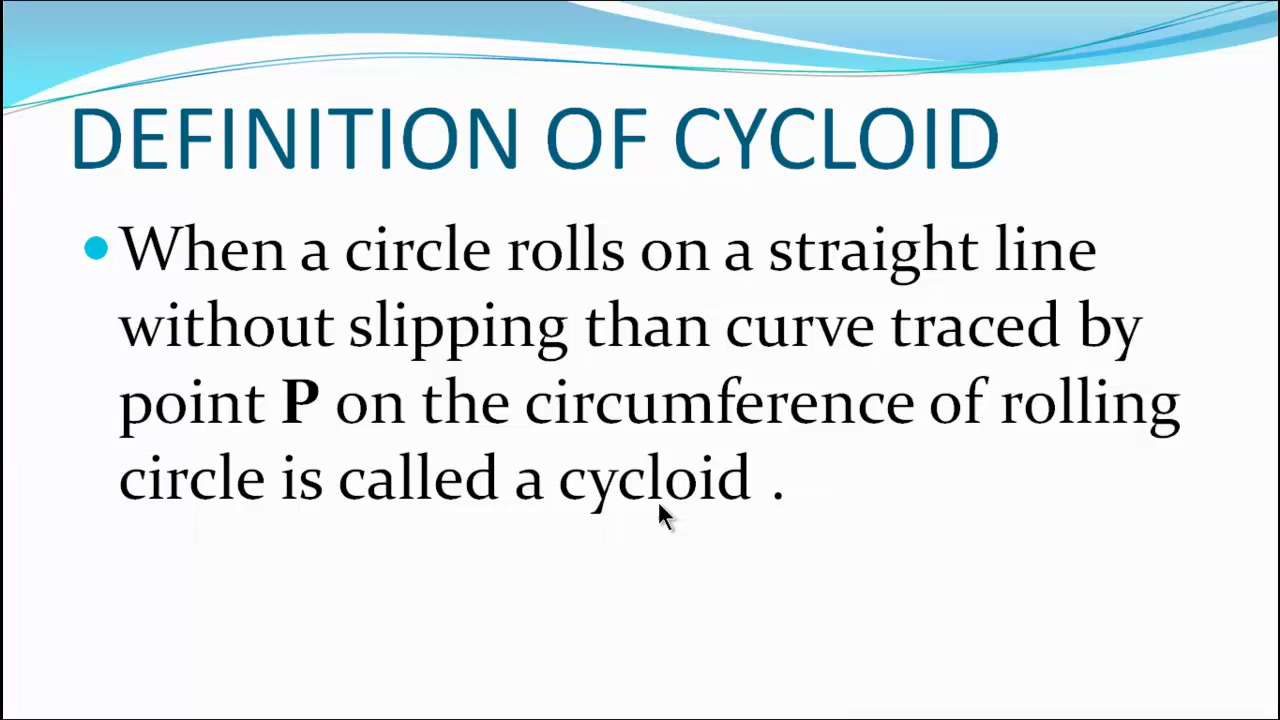 DEFINITION OF CYCLOID
When a circle rolls on a straight line
without slipping than curve traced by
point P on the circumference of rolling
circle is called a cycloid .